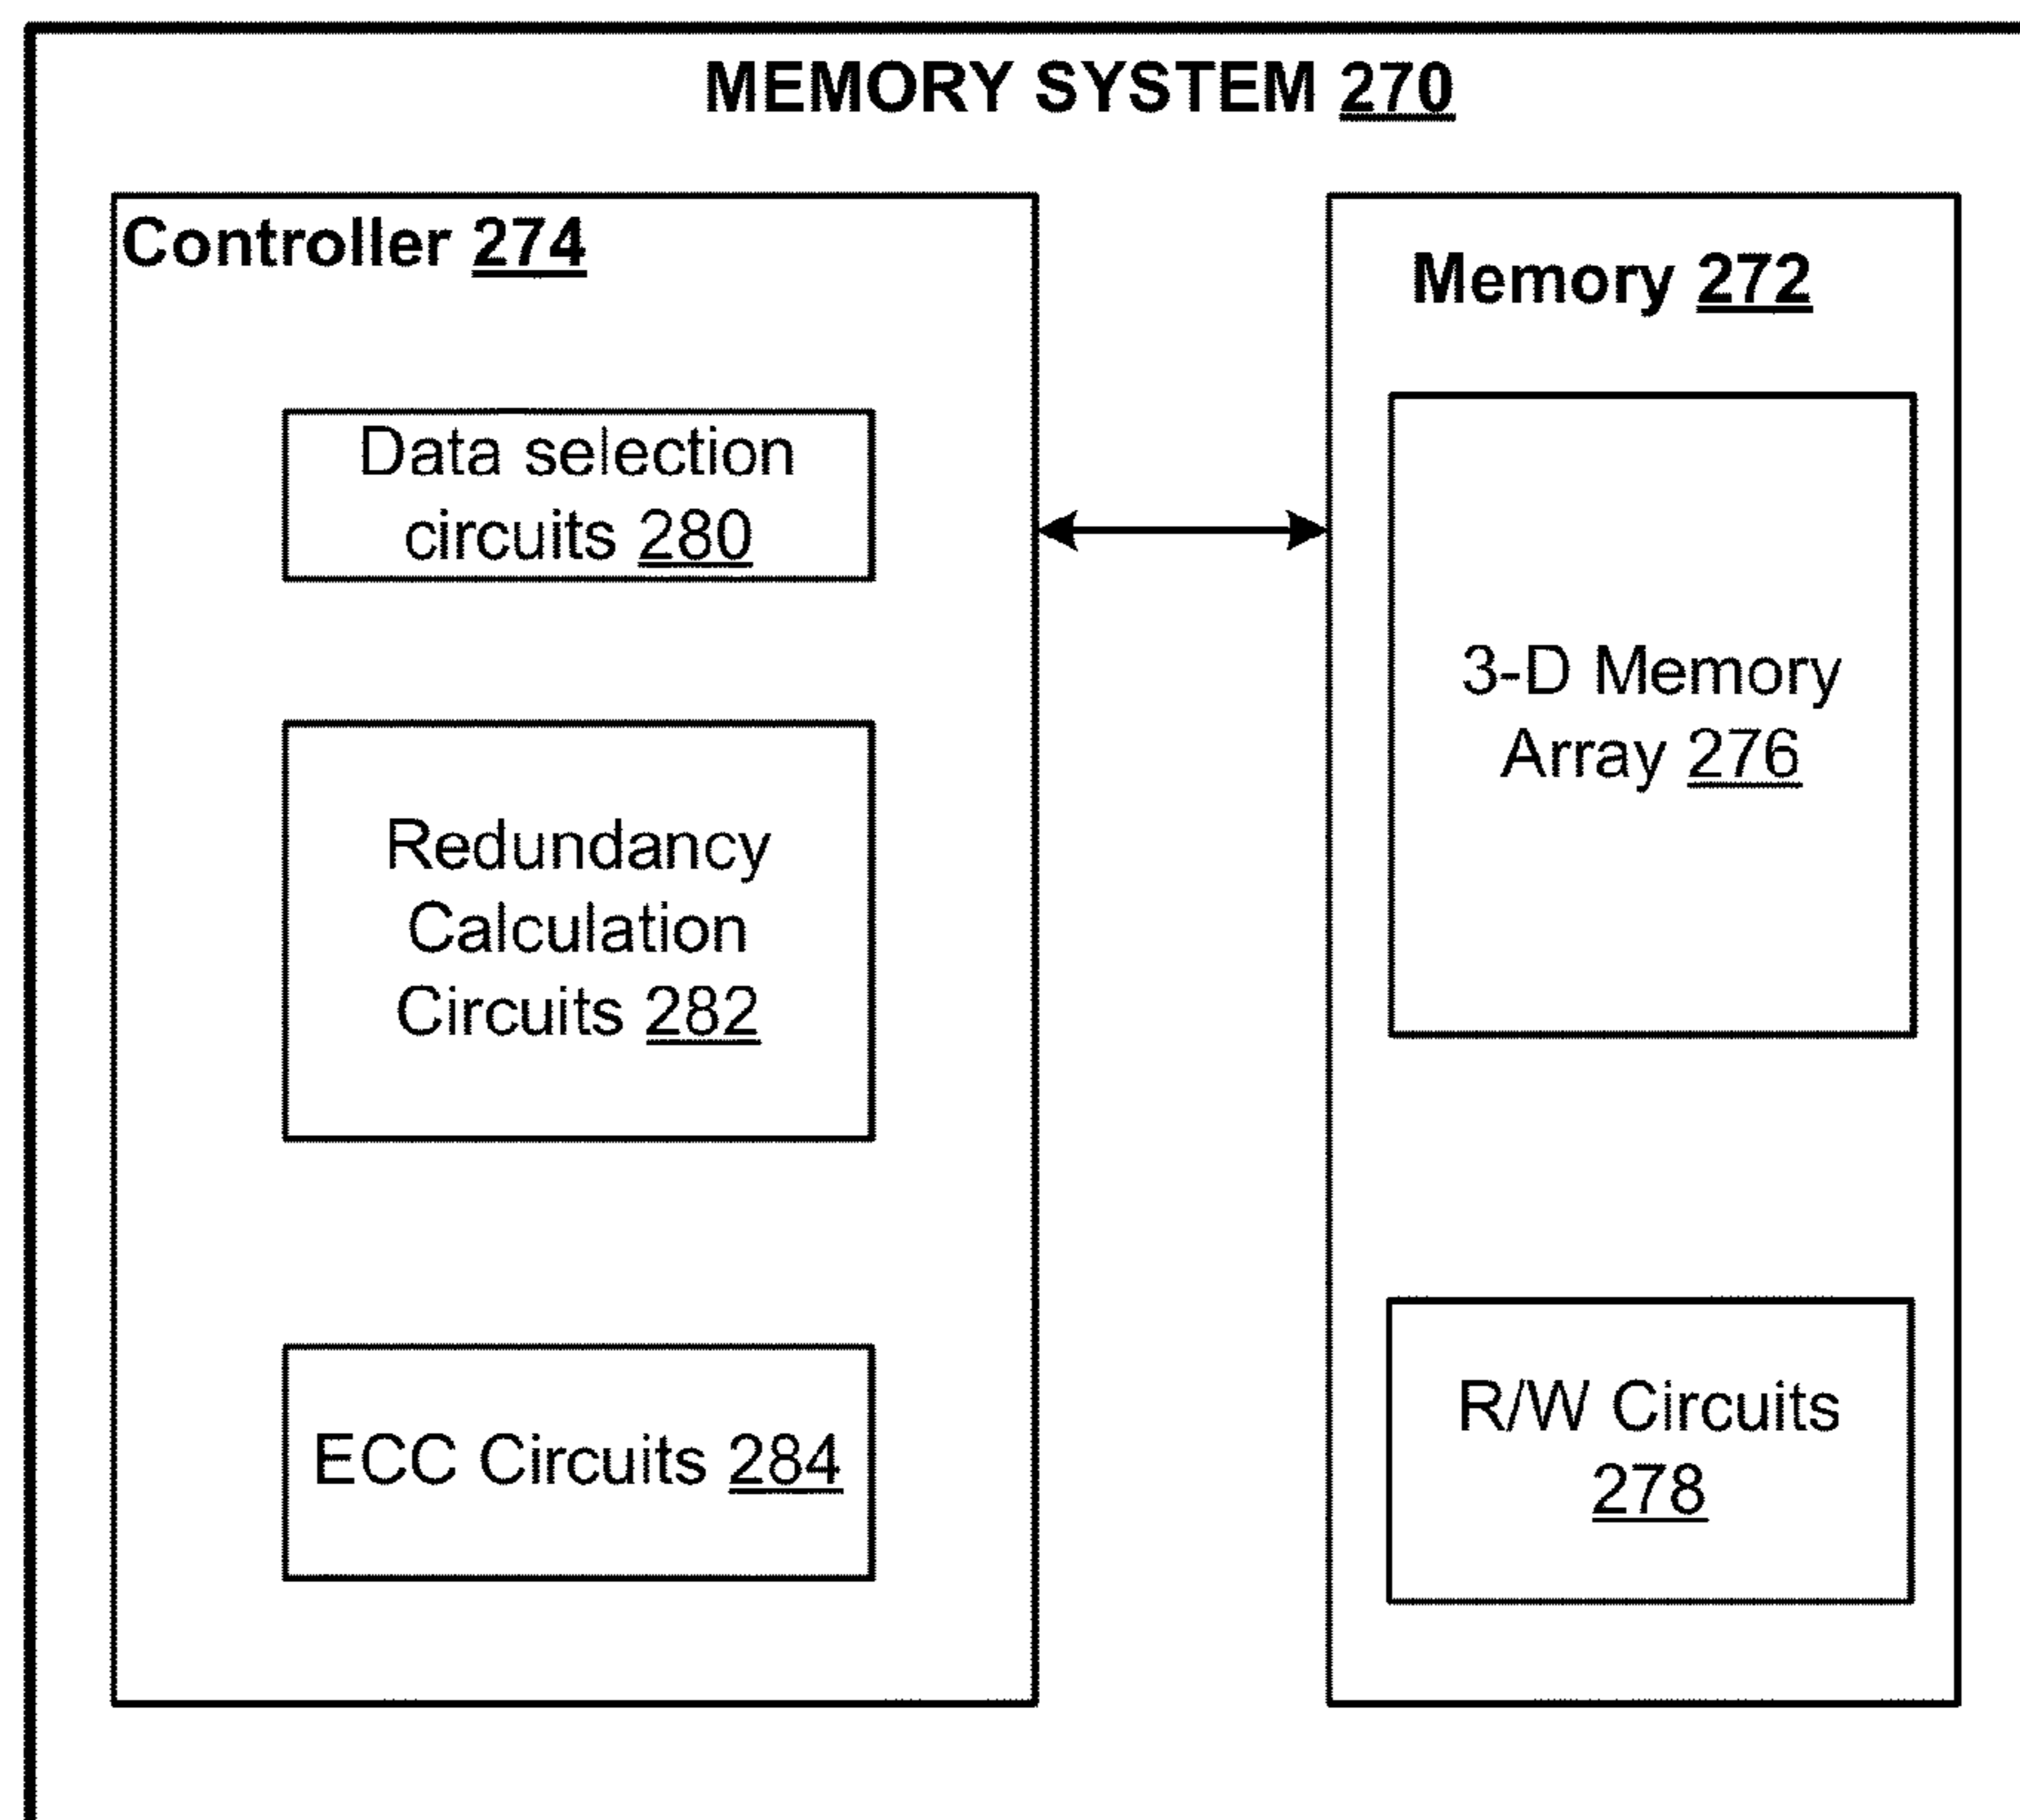 MEMORY SYSTEM 270
Controller 274
Data selection
circuits 280
Redundancy
Calculation
Circuits 282
ECC Circuits 284
Memory 272
3-D Memory
Array 276
R/W Circuits
278